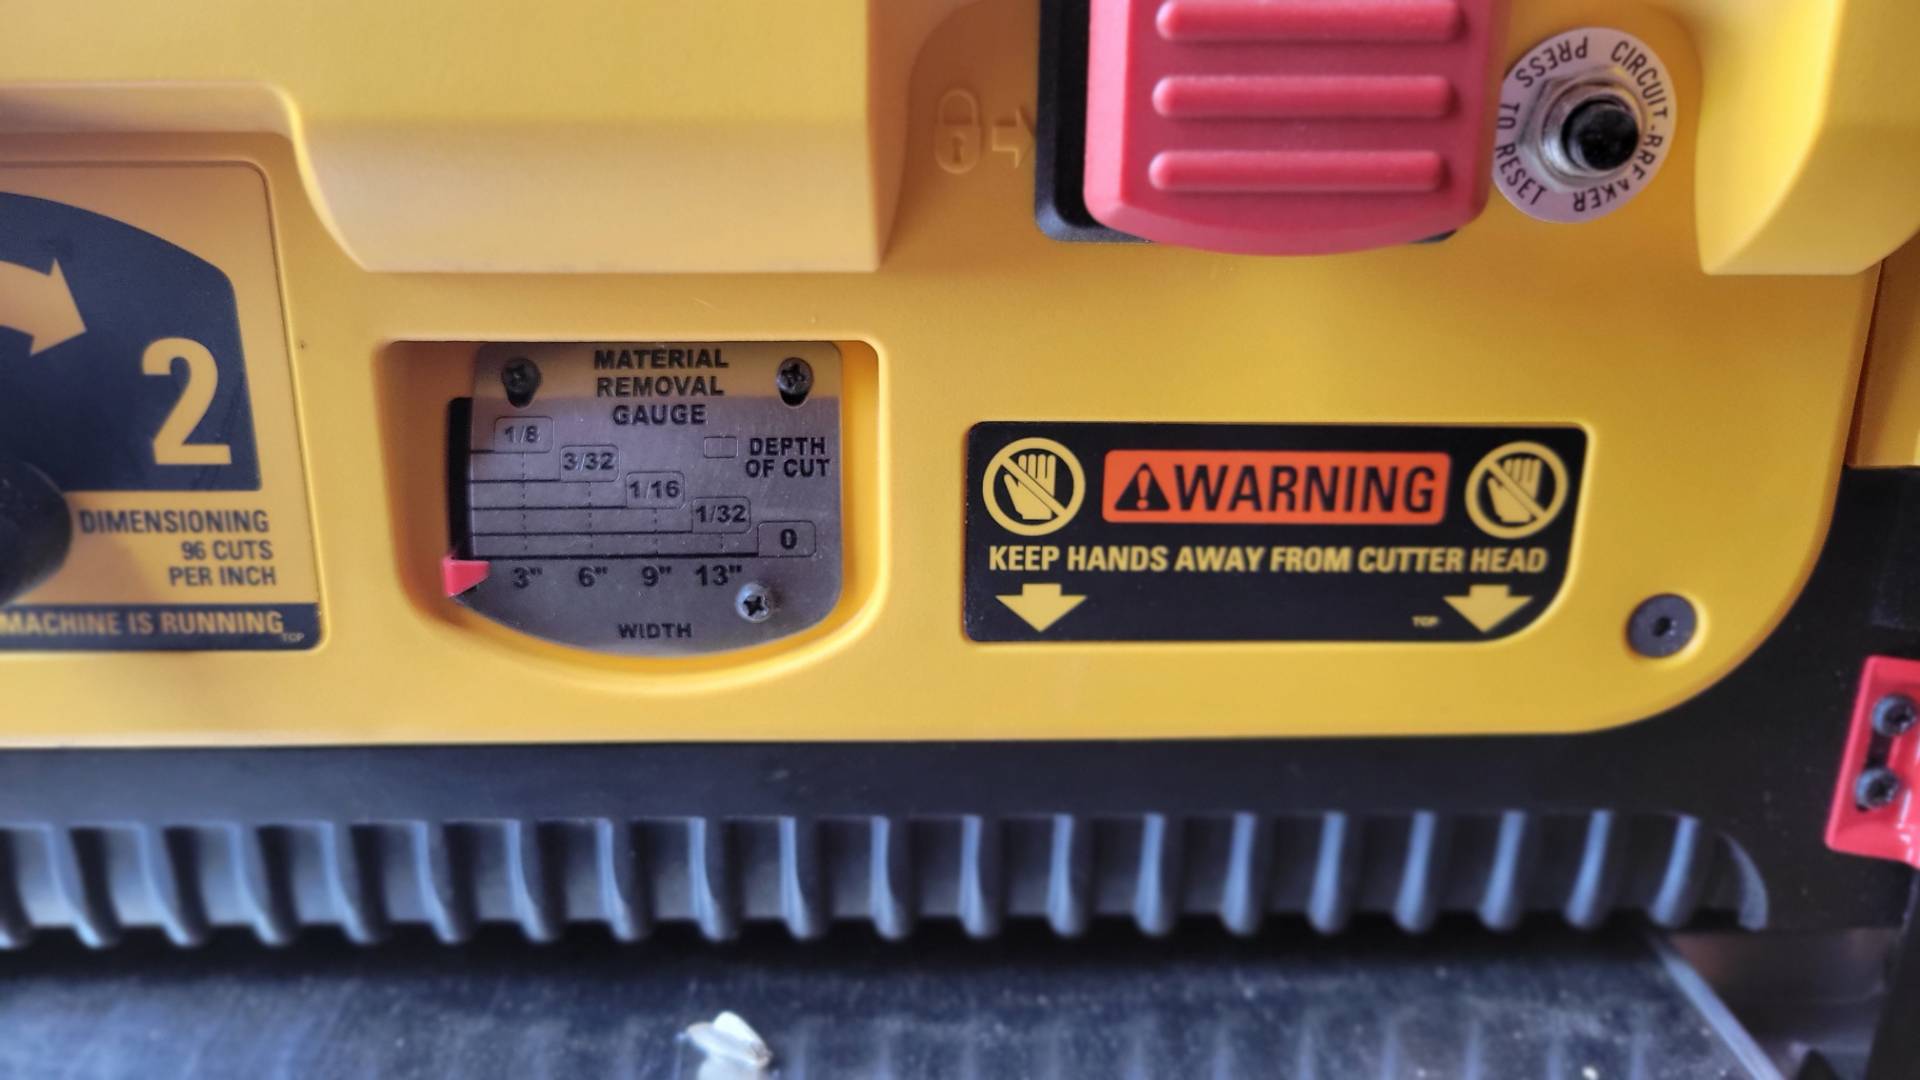 PRESS TO RESET
CIRCUIT-BREAKER
2
DIMENSIONING
96 CUTS
PER INCH
MACHINE IS RUNNING
TCP
MATERIAL
REMOVAL
GAUGE
1/8
DEPTH
OF CUT
3/32
1/16
1/32
0
3" 6" 9" 13"
WIDTH
WARNING
KEEP HANDS AWAY FROM CUTTER HEAD
TCP